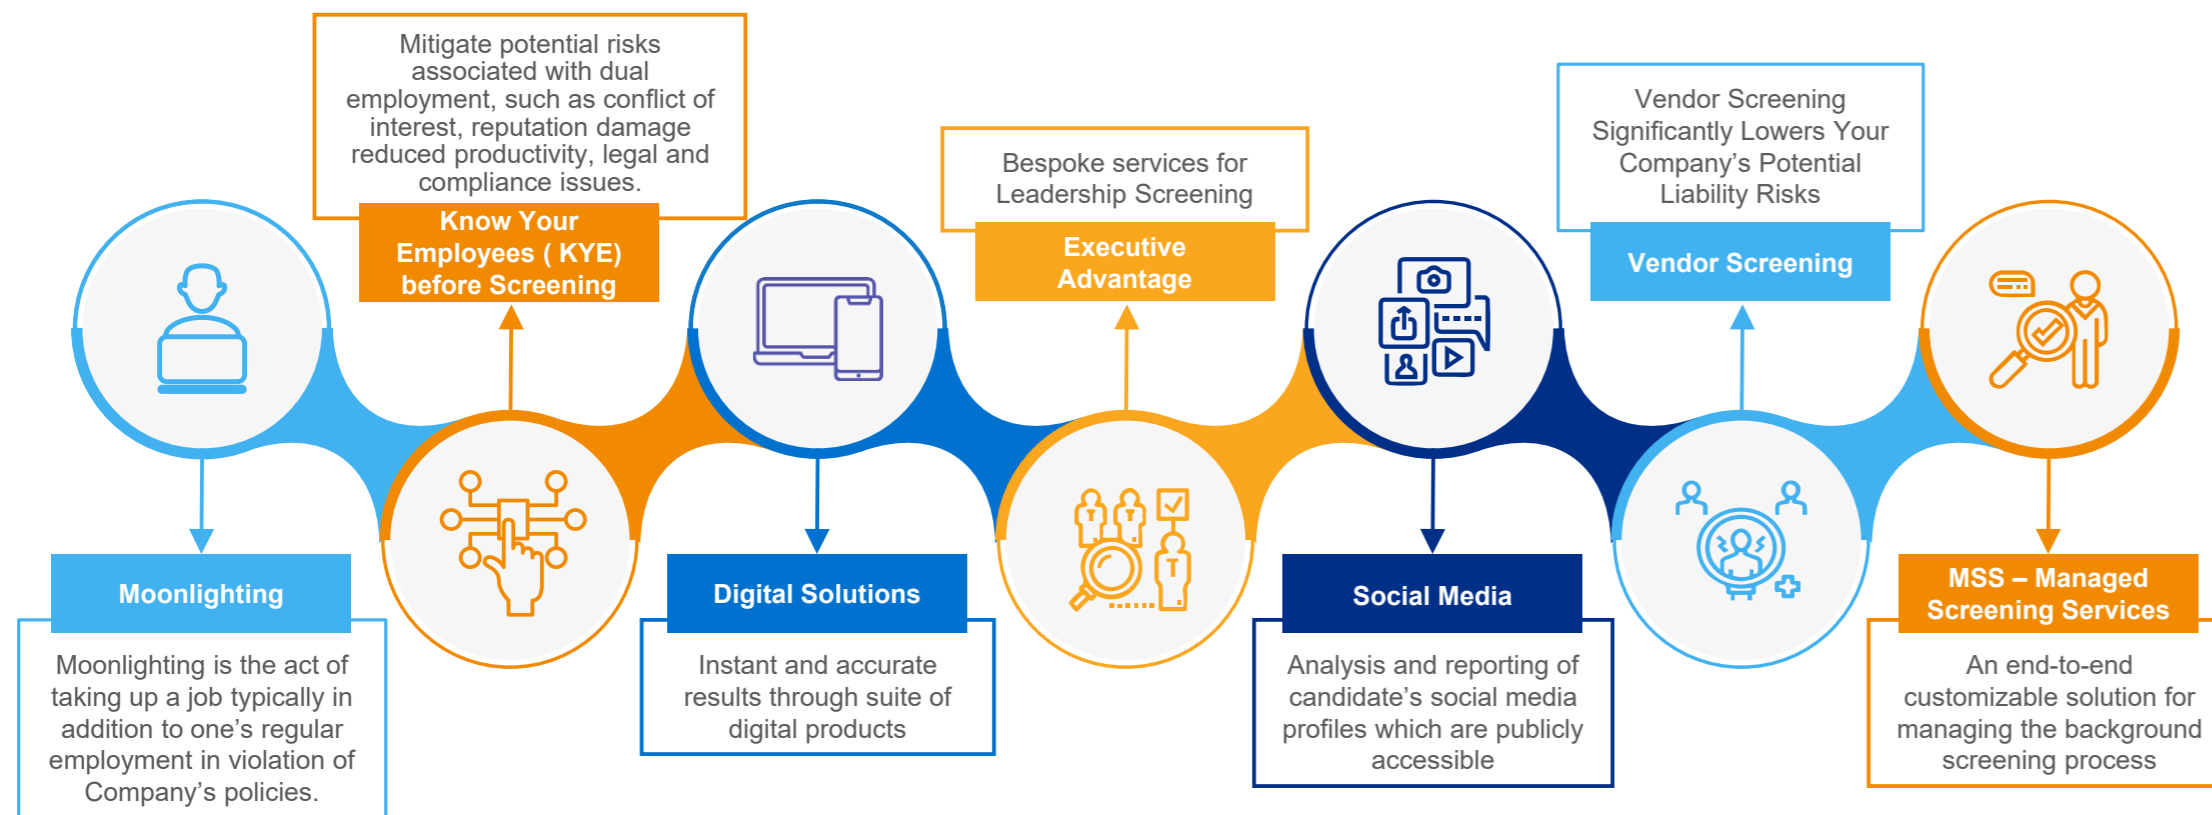 Mitigate potential risks
associated with dual
employment, such as conflict of
interest, reputation damage
reduced productivity, legal and
compliance issues.
Know Your
Employees ( KYE)
before Screening
Bespoke services for
Leadership Screening
Executive
Advantage
Vendor Screening
Significantly Lowers Your
Company’s Potential
Liability Risks
Vendor Screening
Moonlighting
Moonlighting is the act of
taking up a job typically in
addition to one’s regular
employment in violation of
Company’s policies.
Digital Solutions
Instant and accurate
results through suite of
digital products
Social Media
Analysis and reporting of
candidate’s social media
profiles which are publicly
accessible
MSS – Managed
Screening Services
An end-to-end
customizable solution for
managing the background
screening process